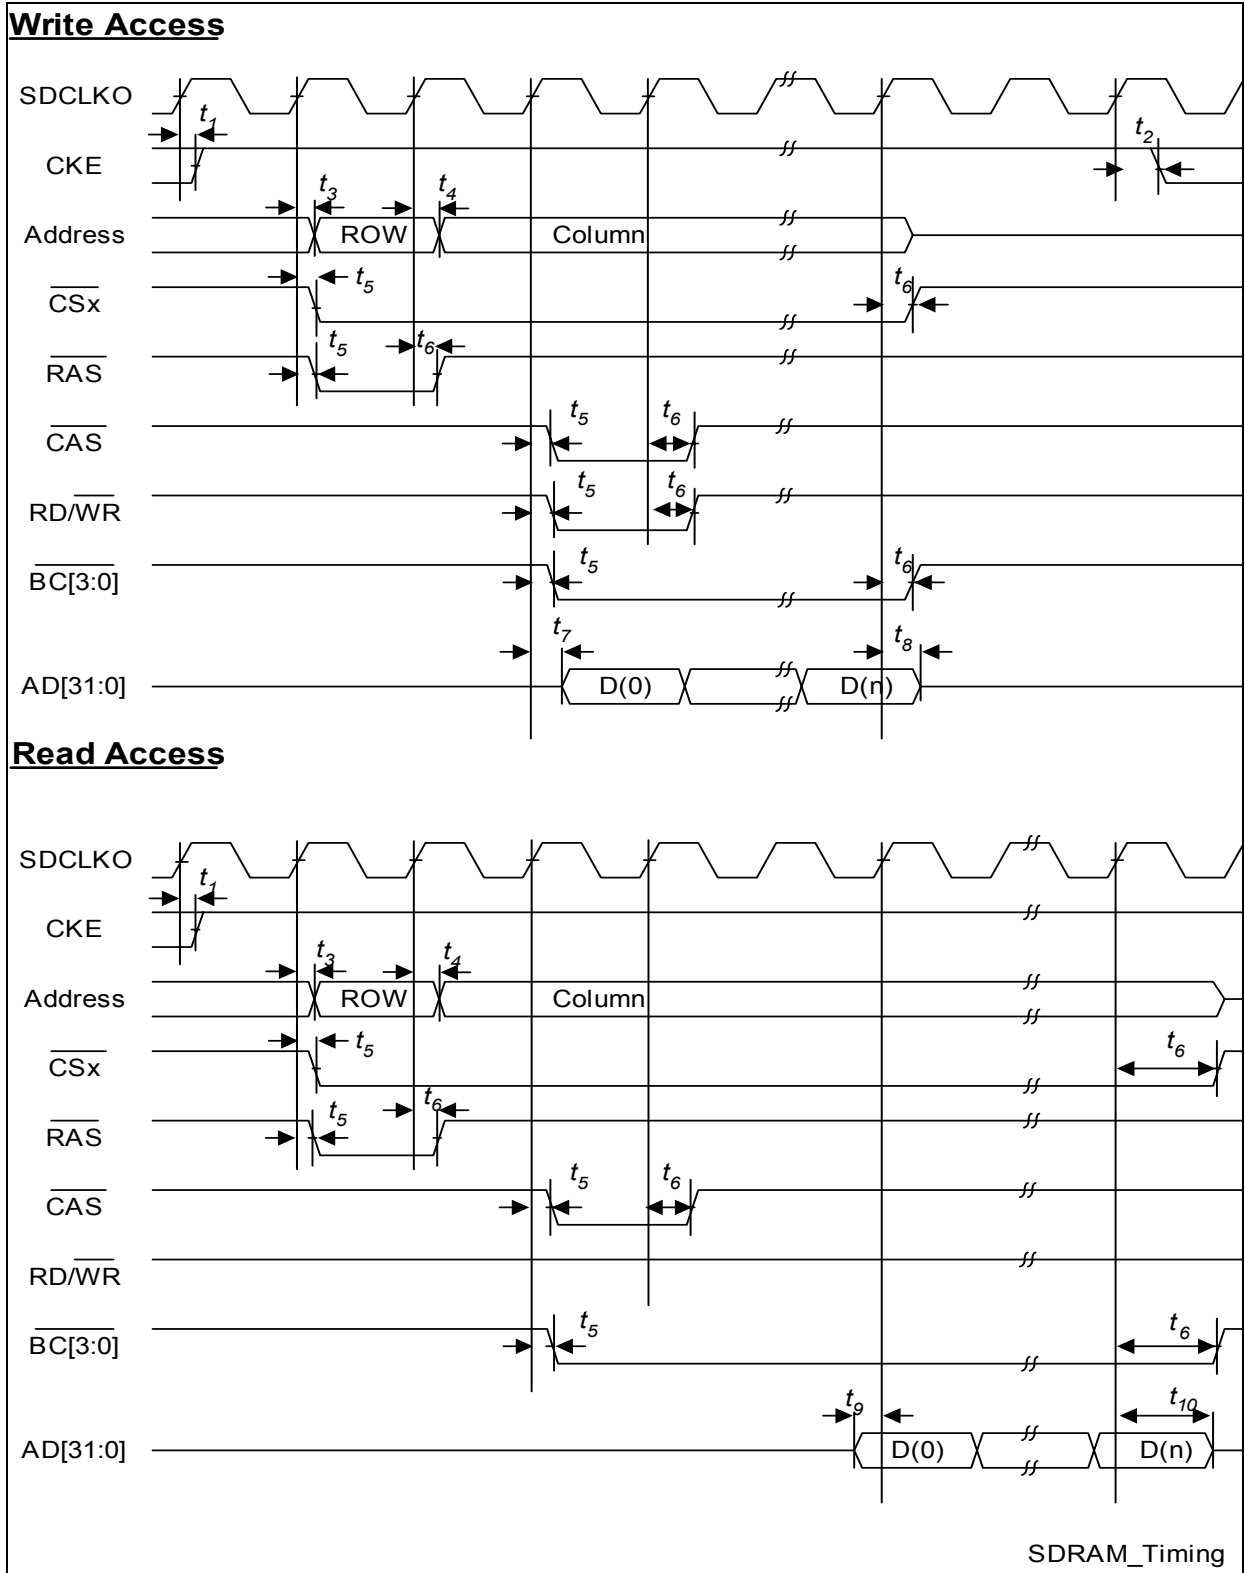 Write Access
SDCLKO
t1
CKE
t2
t3 t4
Address ROW Column
CSx t5 t6
RAS t5 t6
CAS t5 t6
RD/WR t5 t6
BC[3:0] t5 t6
t7 t8
AD[31:0] D(0) D(n)
Read Access
SDCLKO
t1
CKE
t3 t4
Address ROW Column
CSx t5 t6
RAS t5 t6
CAS t5 t6
RD/WR
BC[3:0] t5 t6
t9 t10
AD[31:0] D(0) D(n)
SDRAM_Timing